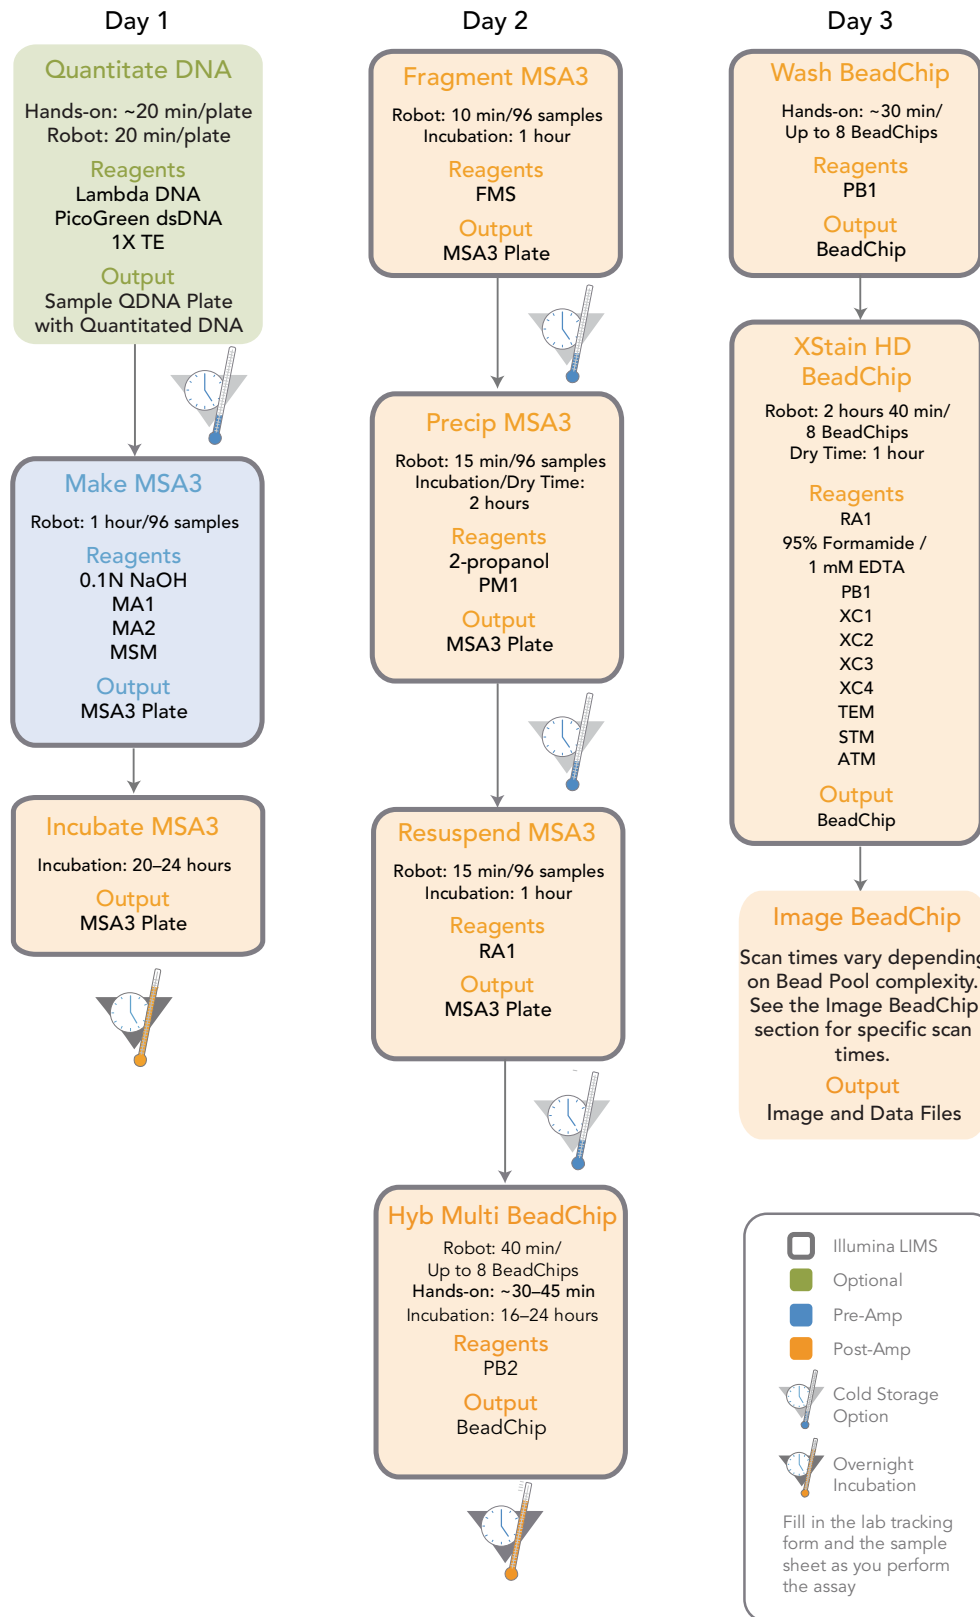 Day 1
Quantitate DNA
Hands-on: ~20 min/plate
Robot: 20 min/plate
Reagents
Lambda DNA
PicoGreen dsDNA
1X TE
Output
Sample QDNA Plate
with Quantitated DNA
Make MSA3
Robot: 1 hour/96 samples
Reagents
0.1N NaOH
MA1
MA2
MSM
Output
MSA3 Plate
Incubate MSA3
Incubation: 20–24 hours
Output
MSA3 Plate
Day 2
Fragment MSA3
Robot: 10 min/96 samples
Incubation: 1 hour
Reagents
FMS
Output
MSA3 Plate
Precip MSA3
Robot: 15 min/96 samples
Incubation/Dry Time:
2 hours
Reagents
2-propanol
PM1
Output
MSA3 Plate
Resuspend MSA3
Robot: 15 min/96 samples
Incubation: 1 hour
Reagents
RA1
Output
MSA3 Plate
Hyb Multi BeadChip
Robot: 40 min/
Up to 8 BeadChips
Hands-on: ~30–45 min
Incubation: 16–24 hours
Reagents
PB2
Output
BeadChip
Day 3
Wash BeadChip
Hands-on: ~30 min/
Up to 8 BeadChips
Reagents
PB1
Output
BeadChip
XStain HD
BeadChip
Robot: 2 hours 40 min/
8 BeadChips
Dry Time: 1 hour
Reagents
RA1
95% Formamide /
1 mM EDTA
PB1
XC1
XC2
XC3
XC4
TEM
STM
ATM
Output
BeadChip
Image BeadChip
Scan times vary depending
on Bead Pool complexity.
See the Image BeadChip
section for specific scan
times.
Output
Image and Data Files
Illumina LIMS
Optional
Pre-Amp
Post-Amp
Cold Storage
Option
Overnight
Incubation
Fill in the lab tracking
form and the sample
sheet as you perform
the assay